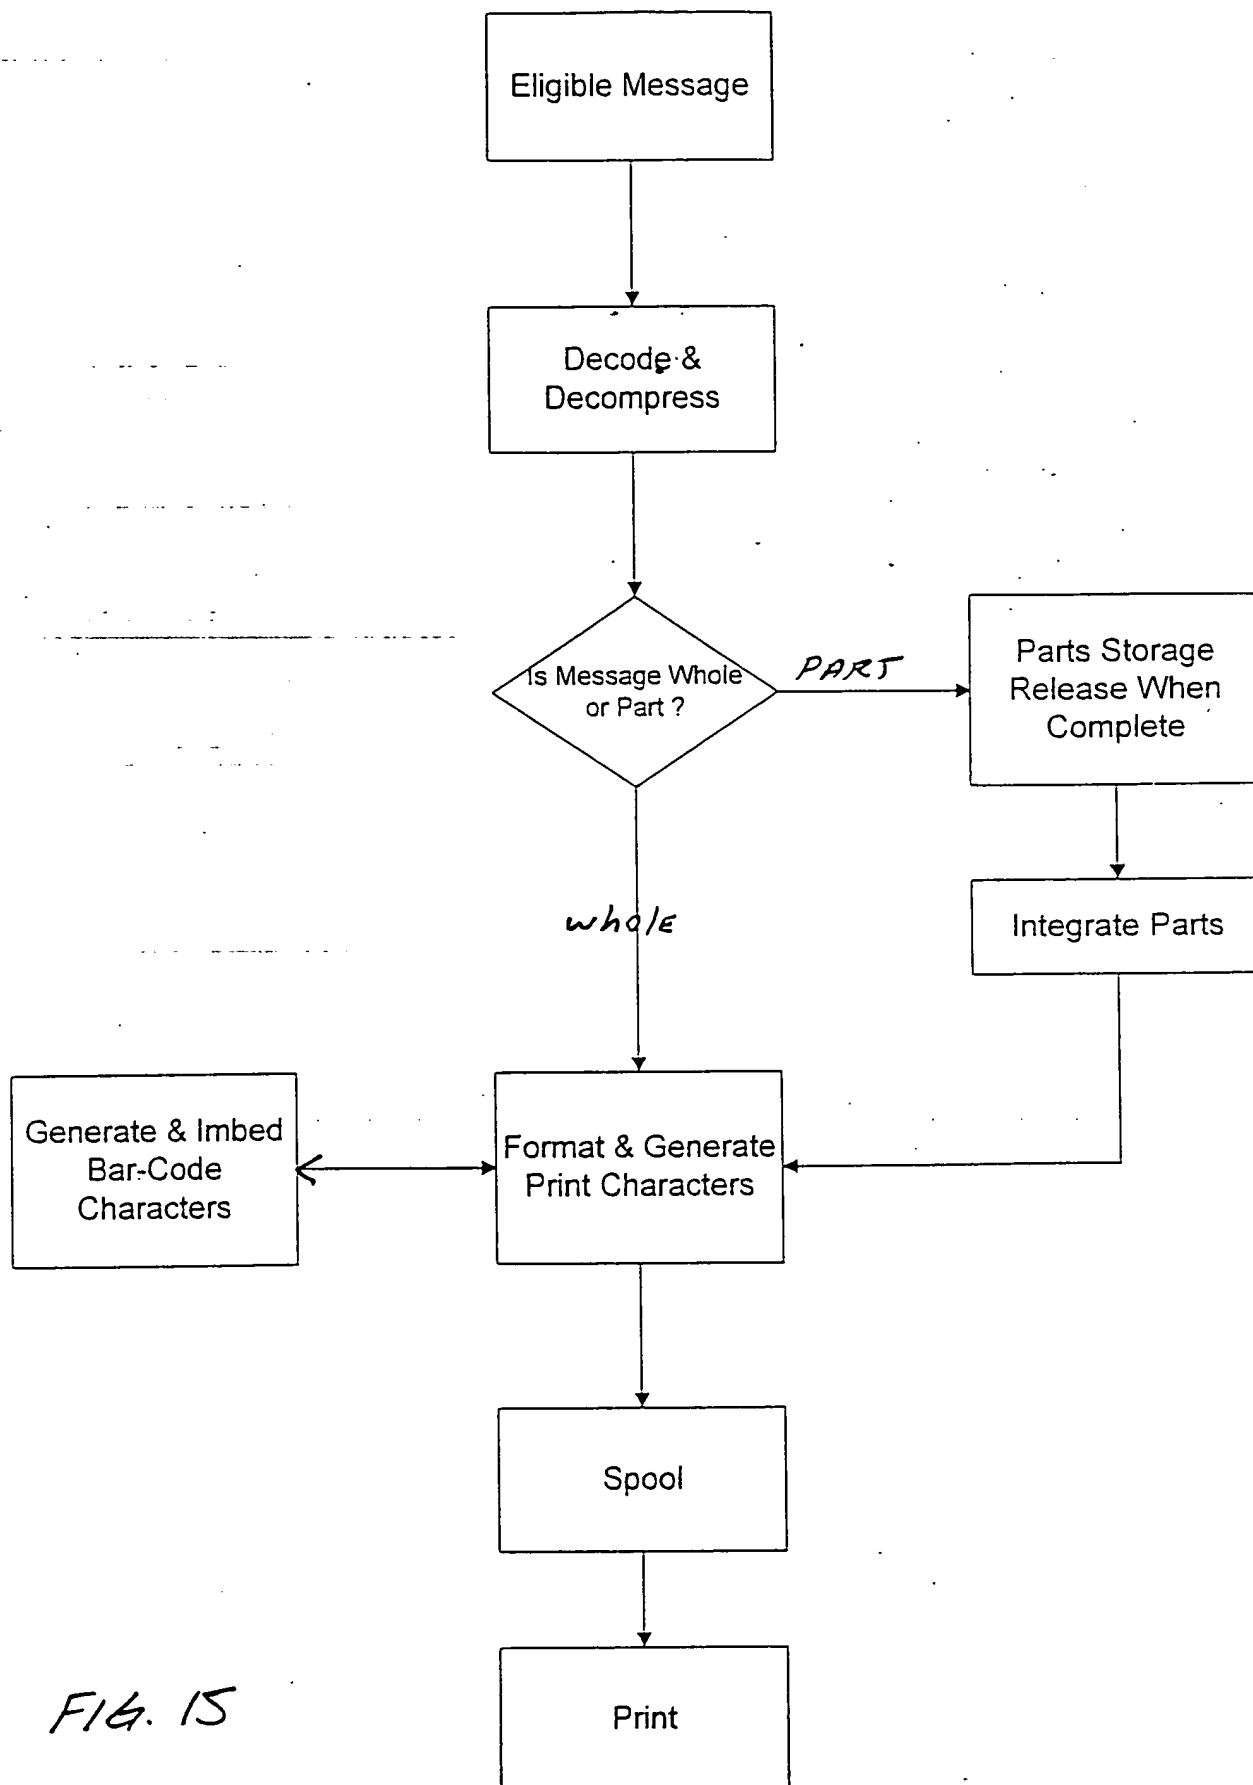 Eligible Message
Decode &
Decompress
Is Message Whole
or Part ?
PART
Parts Storage
Release When
Complete
Integrate Parts
whole
Generate & Imbed
Bar-Code
Characters
Format & Generate
Print Characters
Spool
Print
FIG. 15